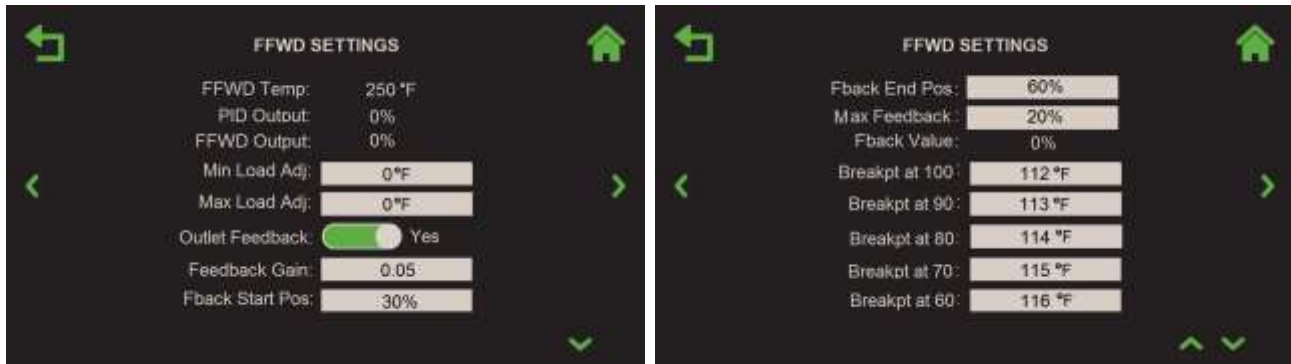 FFWD SETTINGS
FFWD Temp: 250 °F
PID Output: 0%
FFWD Output: 0%
Min Load Adj: 0°F
Max Load Adj: 0°F
Outlet Feedback: Yes
Feedback Gain: 0.05
Fback Start Pos: 30%
FFWD SETTINGS
Fback End Pos: 60%
Max Feedback: 20%
Fback Value: 0%
Breakpt at 100: 112 °F
Breakpt at 90: 113 °F
Breakpt at 80: 114 °F
Breakpt at 70: 115 °F
Breakpt at 60: 116 °F